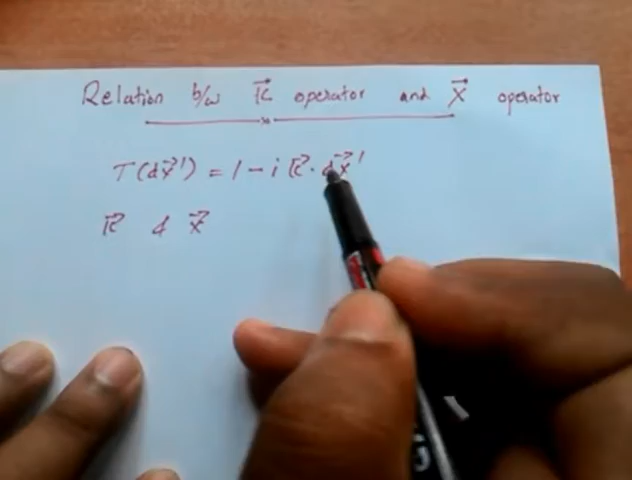 Relation b/w K⃗ operator and X⃗ operator
T(dx⃗') = 1 - i K⃗ · dx⃗'
K⃗ & x⃗